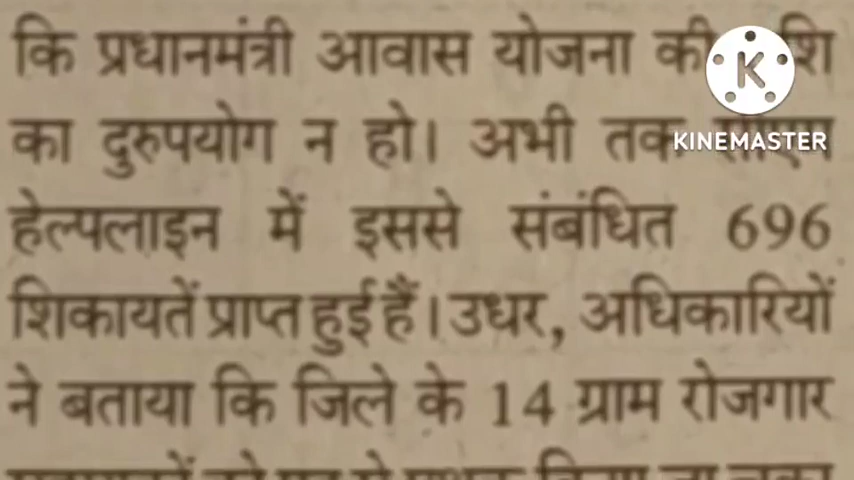 कि प्रधानमंत्री आवास योजना की
का दुरुपयोग न हो। अभी तक
हेल्पलाइन में इससे संबंधित 696
शिकायतें प्राप्त हुई हैं। उधर, अधिकारियों
ने बताया कि जिले के 14 ग्राम रोजगार
K
KINEMASTER